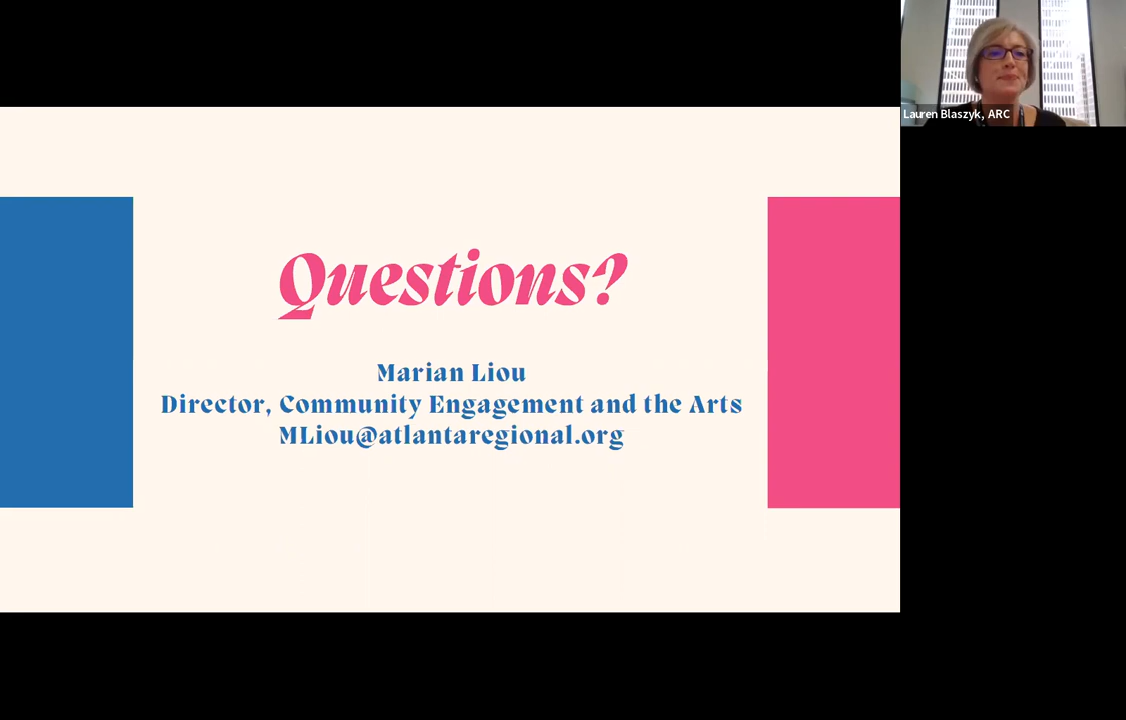 Lauren Blaszyk, ARC
Questions?
Marian Liou
Director, Community Engagement and the Arts
MLiou@atlantaregional.org